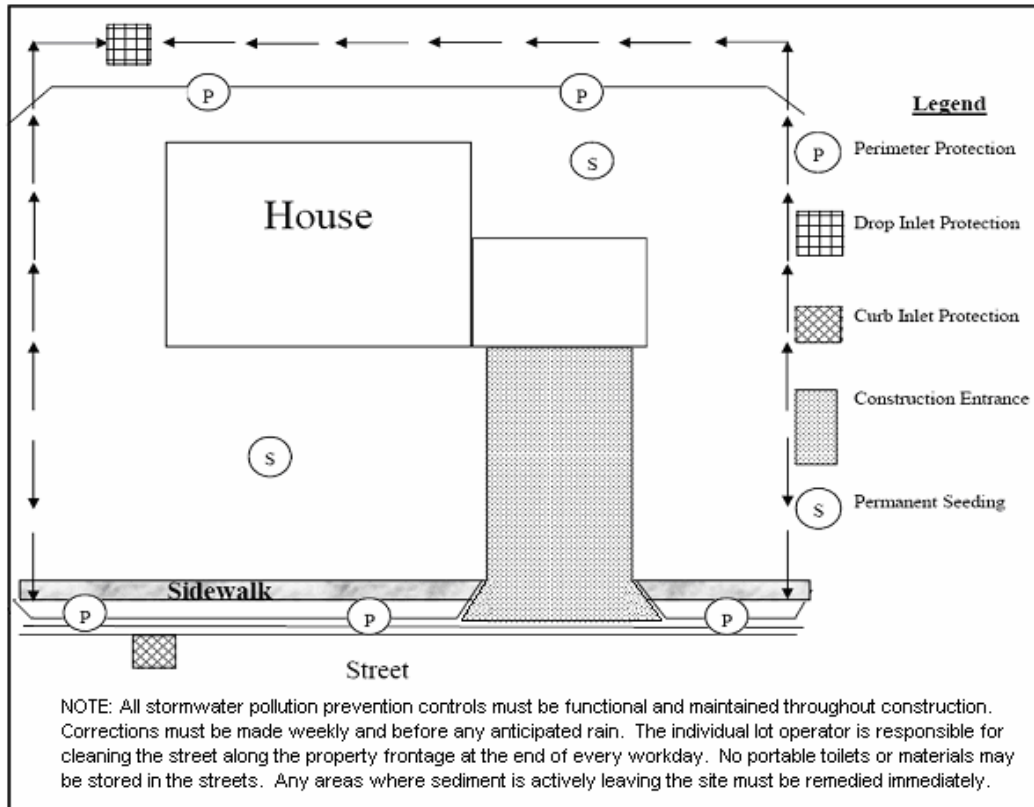 P
P
Legend
P
Perimeter Protection
S
House
Drop Inlet Protection
Curb Inlet Protection
Construction Entrance
S
S
Permanent Seeding
Sidewalk
P
P
P
Street
NOTE: All stormwater pollution prevention controls must be functional and maintained throughout construction.
Corrections must be made weekly and before any anticipated rain. The individual lot operator is responsible for
cleaning the street along the property frontage at the end of every workday. No portable toilets or materials may
be stored in the streets. Any areas where sediment is actively leaving the site must be remedied immediately.